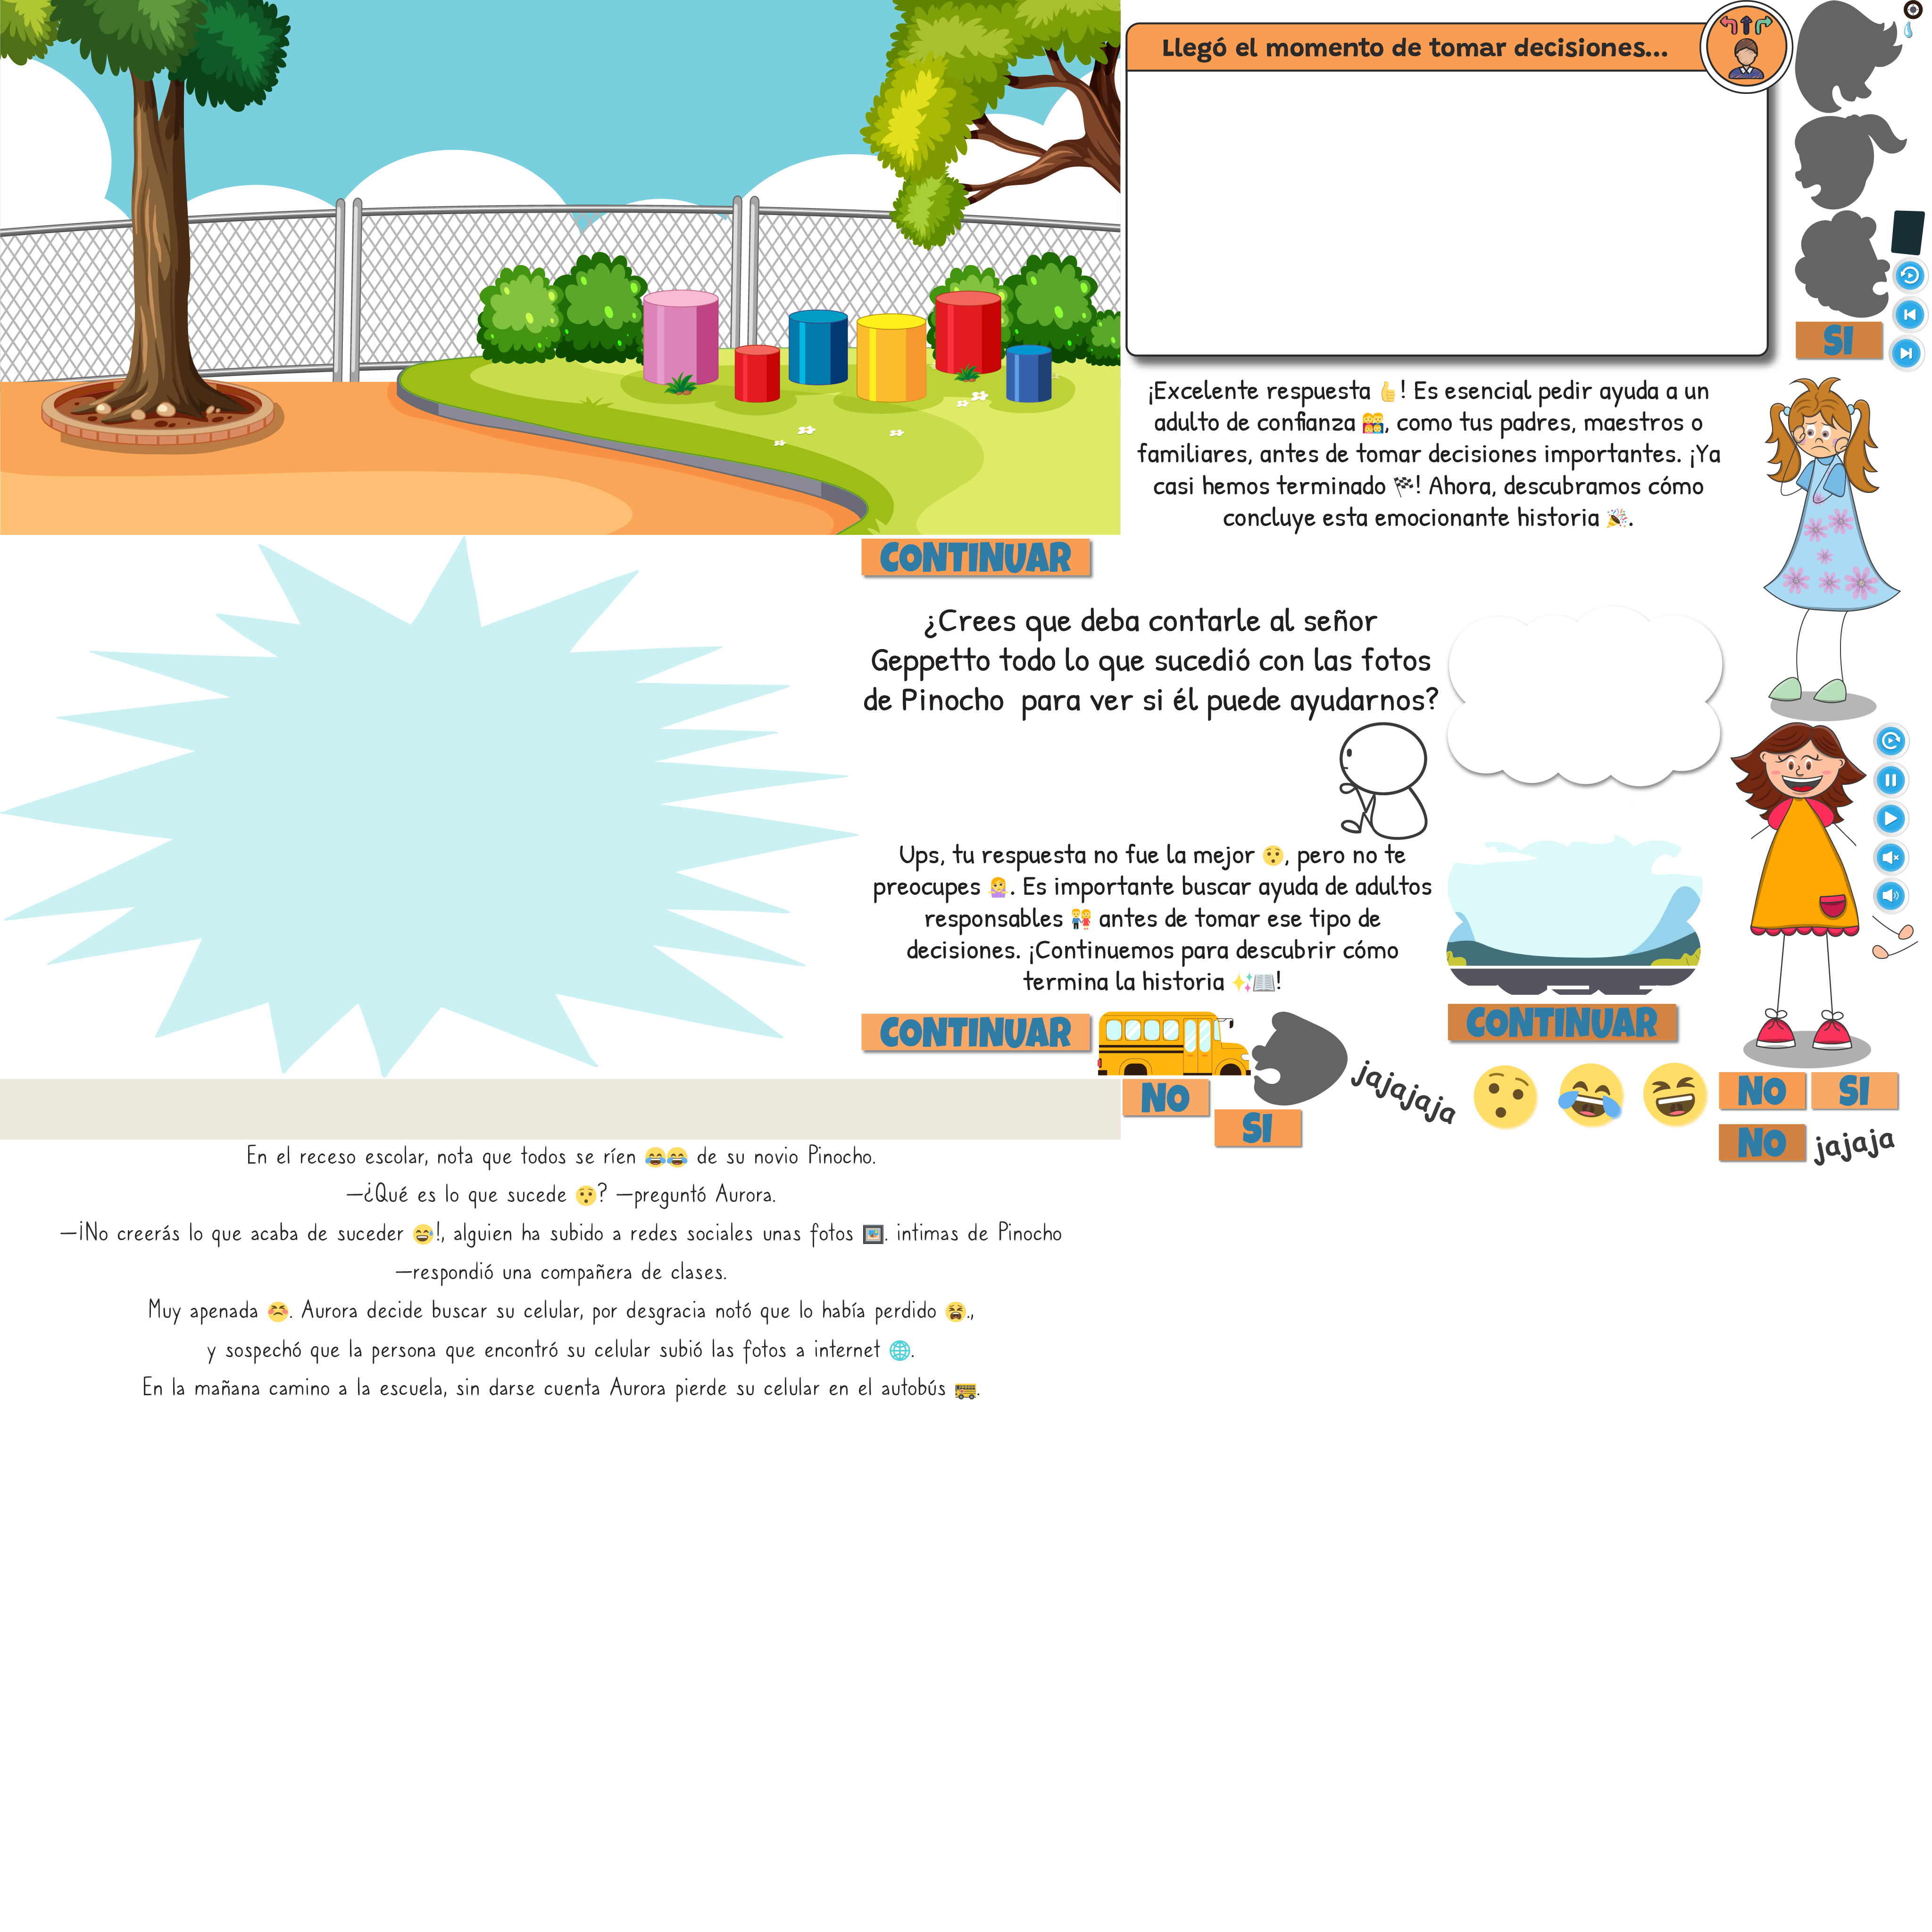 Llegó el momento de tomar decisiones...
SI
¡Excelente respuesta 👍! Es esencial pedir ayuda a un
adulto de confianza 👨‍👩‍👧‍👦, como tus padres, maestros o
familiares, antes de tomar decisiones importantes. ¡Ya
casi hemos terminado 🏁! Ahora, descubramos cómo
concluye esta emocionante historia 🎉.
CONTINUAR
¿Crees que deba contarle al señor
Geppetto todo lo que sucedió con las fotos
de Pinocho para ver si él puede ayudarnos?
Ups, tu respuesta no fue la mejor 😯, pero no te
preocupes 🤷‍♀️. Es importante buscar ayuda de adultos
responsables 👫 antes de tomar ese tipo de
decisiones. ¡Continuemos para descubrir cómo
termina la historia ✨📖!
CONTINUAR
CONTINUAR
jajajaja
NO
SI
NO
SI
NO
jajaja
En el receso escolar, nota que todos se ríen 😂😂 de su novio Pinocho.
—¿Qué es lo que sucede 😯? —preguntó Aurora.
—¡No creerás lo que acaba de suceder 😅!, alguien ha subido a redes sociales unas fotos 🖼️. intimas de Pinocho
—respondió una compañera de clases.
Muy apenada 😣. Aurora decide buscar su celular, por desgracia notó que lo había perdido 😫.,
y sospechó que la persona que encontró su celular subió las fotos a internet 🌐.
En la mañana camino a la escuela, sin darse cuenta Aurora pierde su celular en el autobús 🚌.